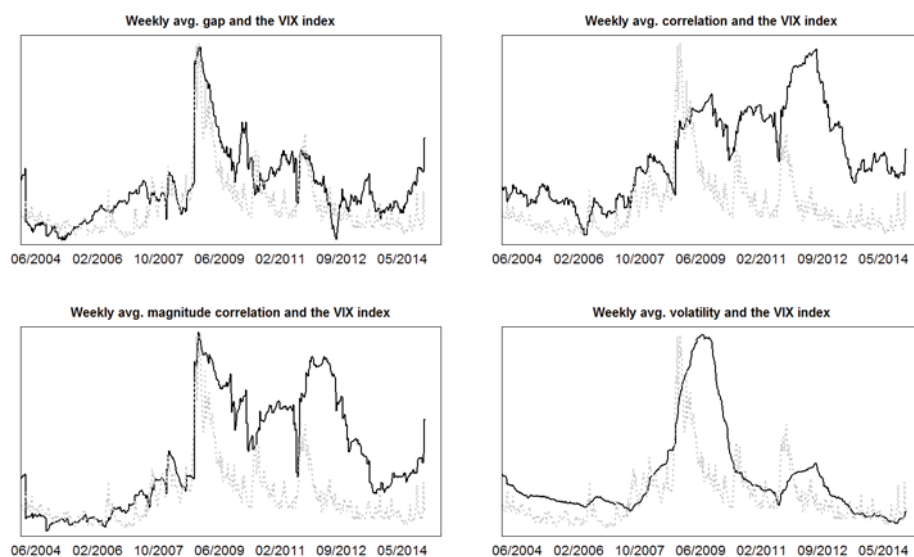 Weekly avg. gap and the VIX index
06/2004 02/2006 10/2007 06/2009 02/2011 09/2012 05/2014
Weekly avg. correlation and the VIX index
06/2004 02/2006 10/2007 06/2009 02/2011 09/2012 05/2014
Weekly avg. magnitude correlation and the VIX index
06/2004 02/2006 10/2007 06/2009 02/2011 09/2012 05/2014
Weekly avg. volatility and the VIX index
06/2004 02/2006 10/2007 06/2009 02/2011 09/2012 05/2014